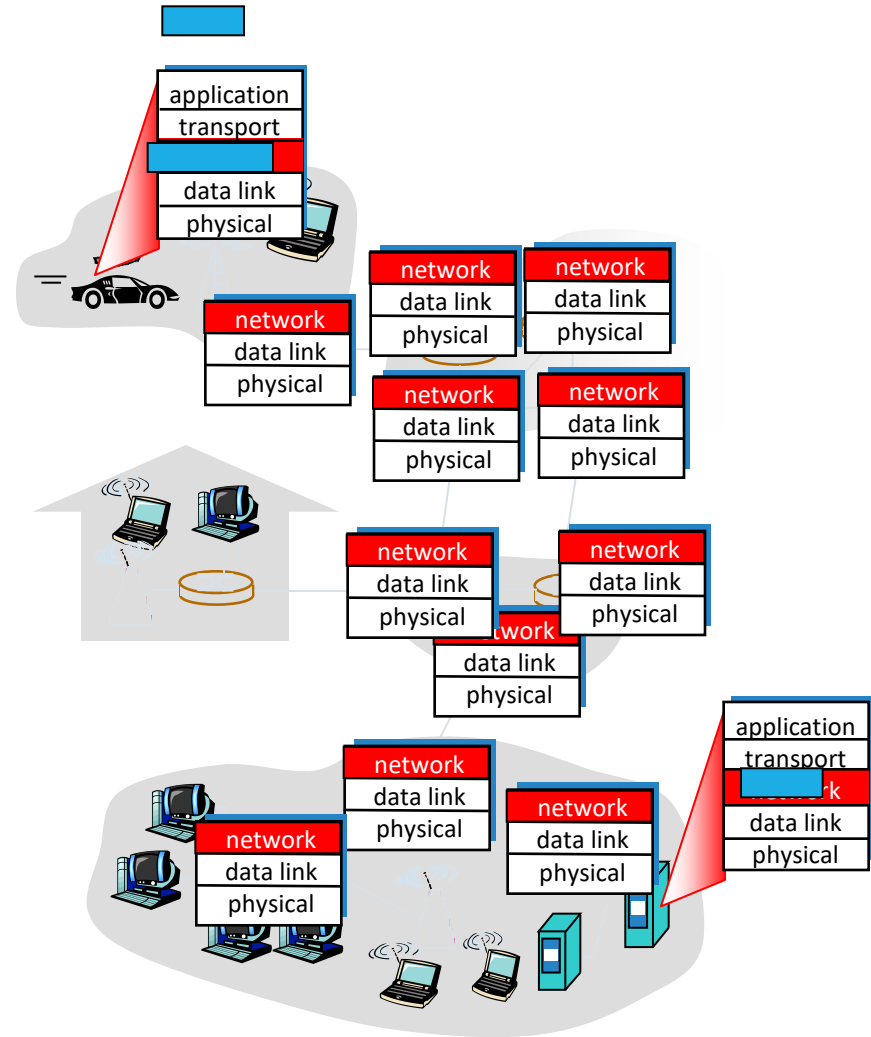 application
transport
data link
physical
network
data link
physical
network
data link
physical
network
data link
physical
network
data link
physical
network
data link
physical
network
data link
physical
network
data link
physical
data link
physical
application
transport
data link
physical
network
data link
physical
network
data link
physical
network
data link
physical